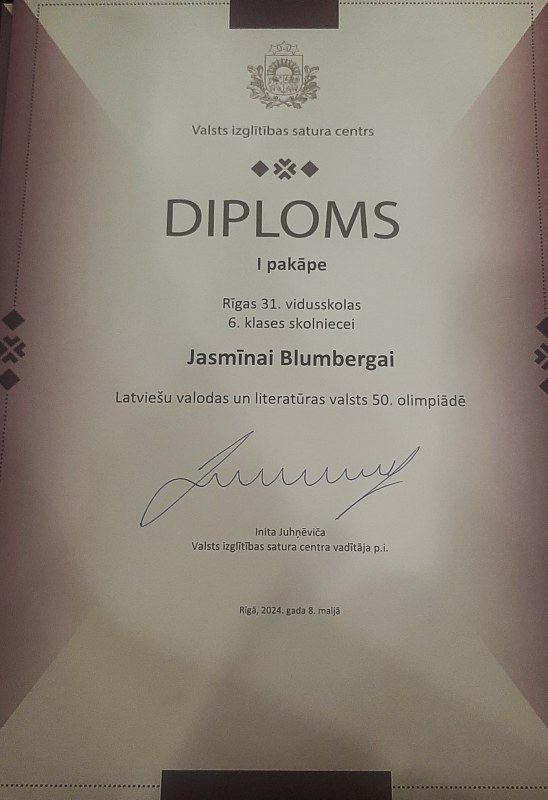 Valsts izglītības satura centrs
DIPLOMS
I pakāpe
Rīgas 31. vidusskolas
6. klases skolniecei
Jasmīnai Blumbergai
Latviešu valodas un literatūras valsts 50. olimpiādē
Inita Juhņēviča
Valsts izglītības satura centra vadītāja p.i.
Rīgā, 2024. gada 8. maijā